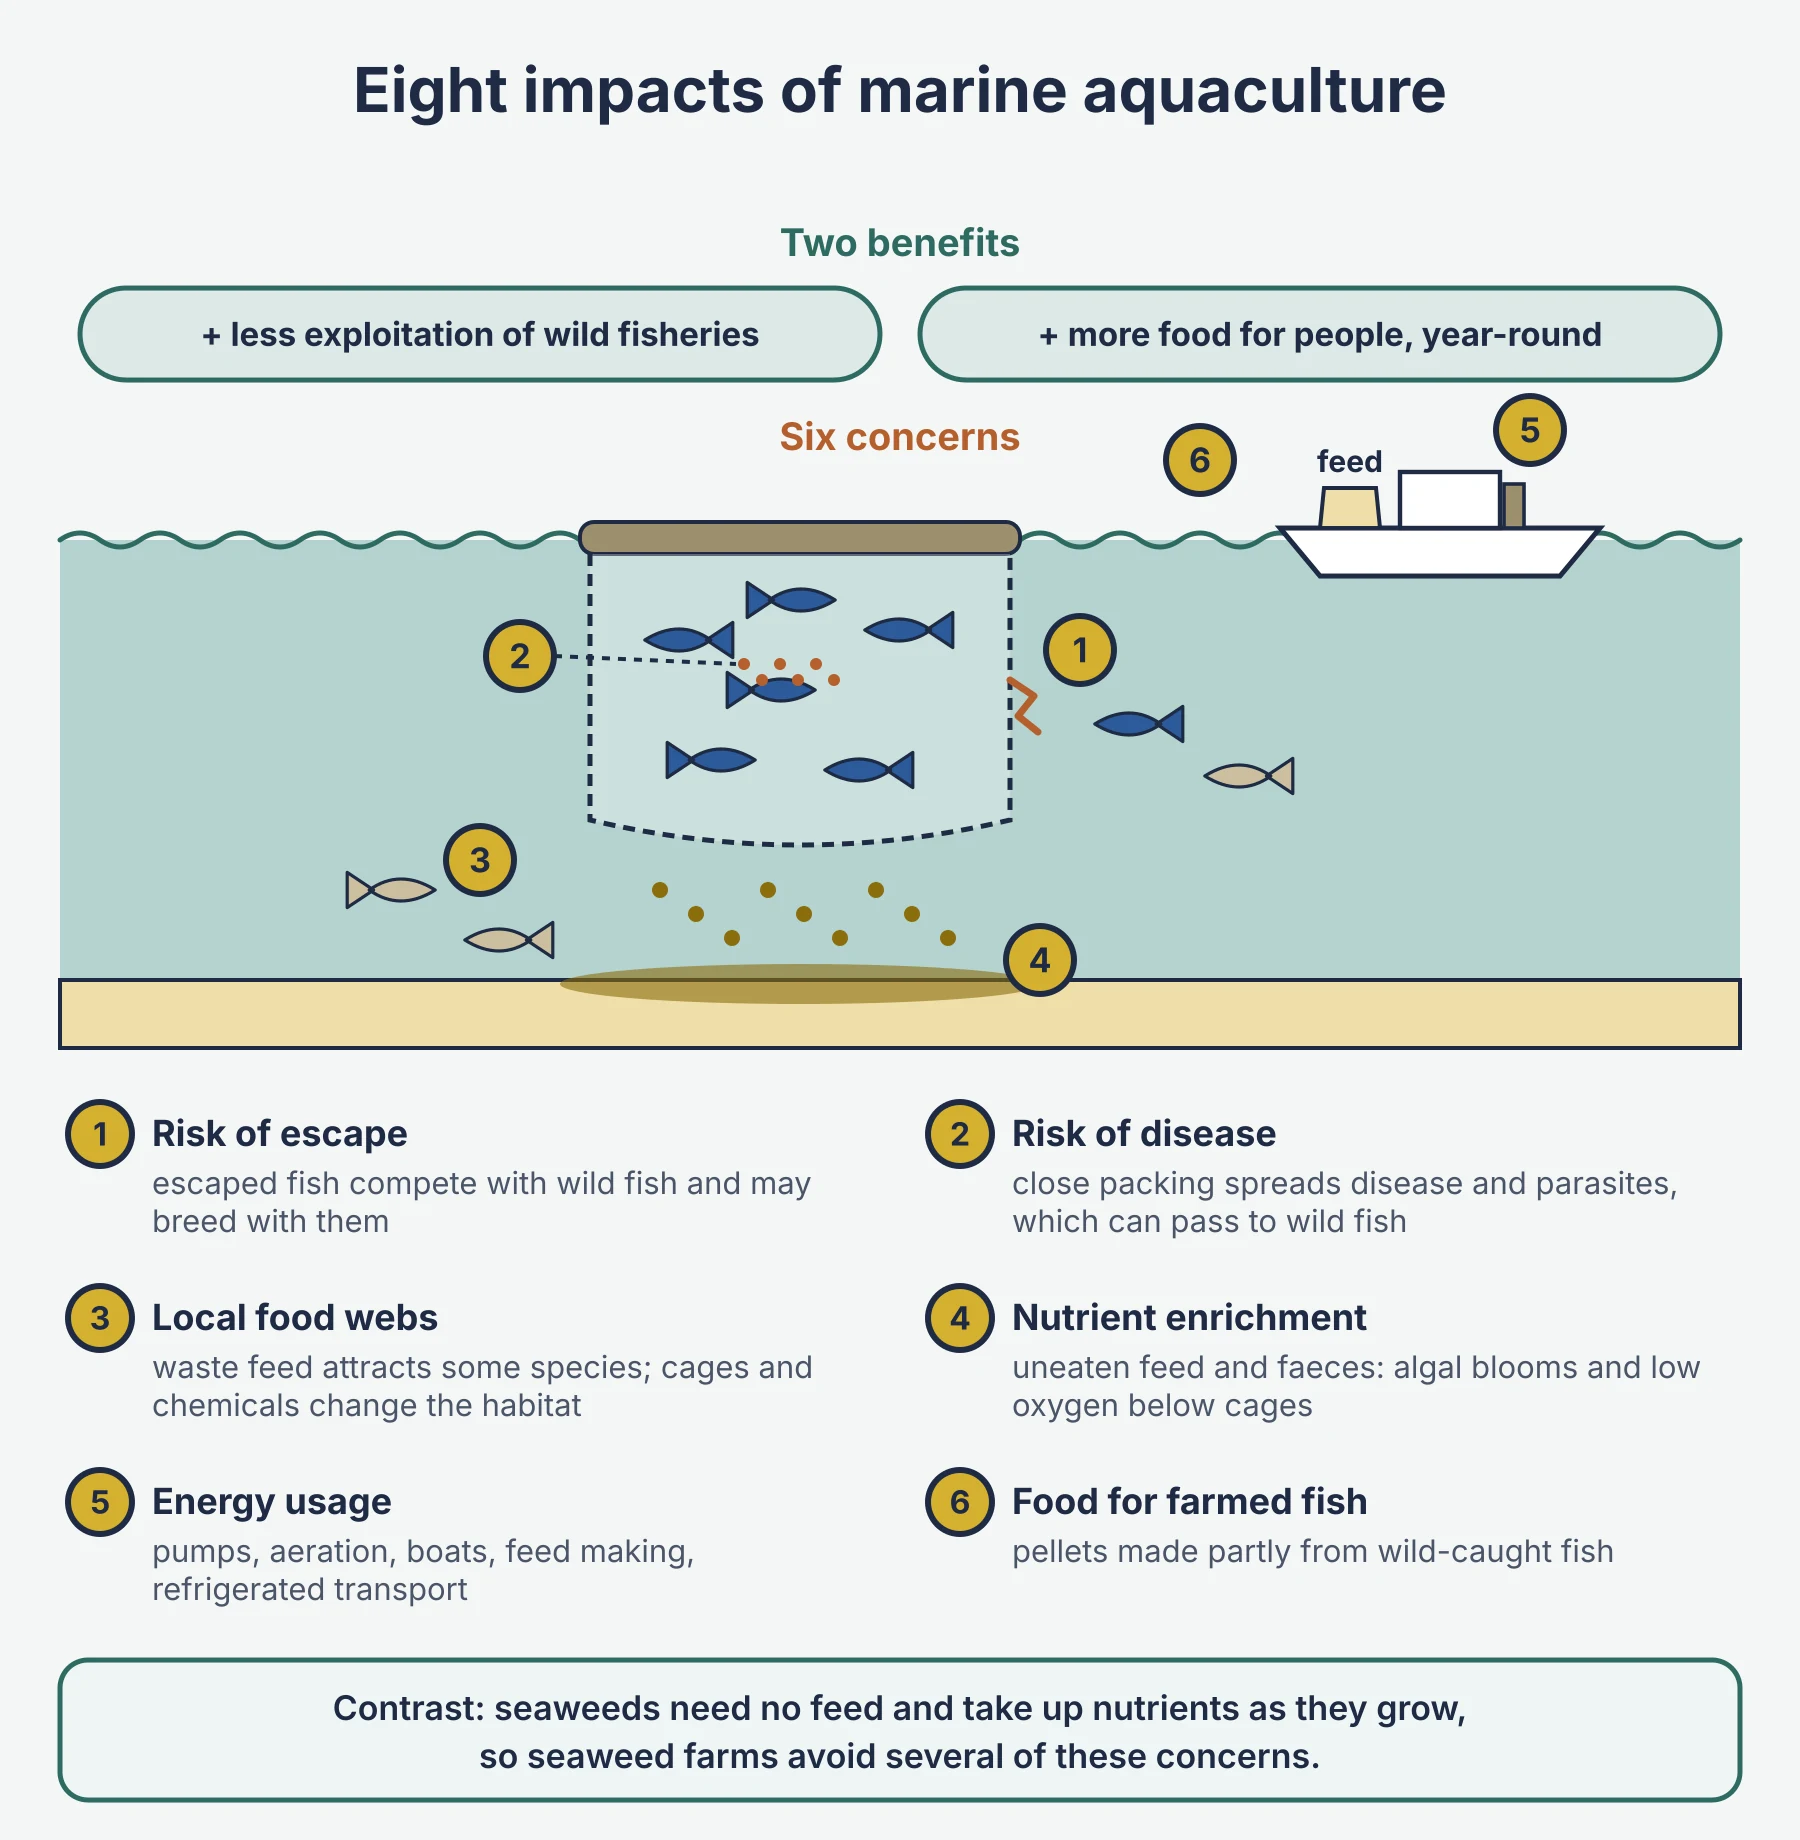 Eight impacts of marine aquaculture
Two benefits
+ less exploitation of wild fisheries
+ more food for people, year-round
Six concerns
6
5
feed
2
1
3
4
1
Risk of escape
escaped fish compete with wild fish and may
breed with them
2
Risk of disease
close packing spreads disease and parasites,
which can pass to wild fish
3
Local food webs
waste feed attracts some species; cages and
chemicals change the habitat
4
Nutrient enrichment
uneaten feed and faeces: algal blooms and low
oxygen below cages
5
Energy usage
pumps, aeration, boats, feed making,
refrigerated transport
6
Food for farmed fish
pellets made partly from wild-caught fish
Contrast: seaweeds need no feed and take up nutrients as they grow,
so seaweed farms avoid several of these concerns.